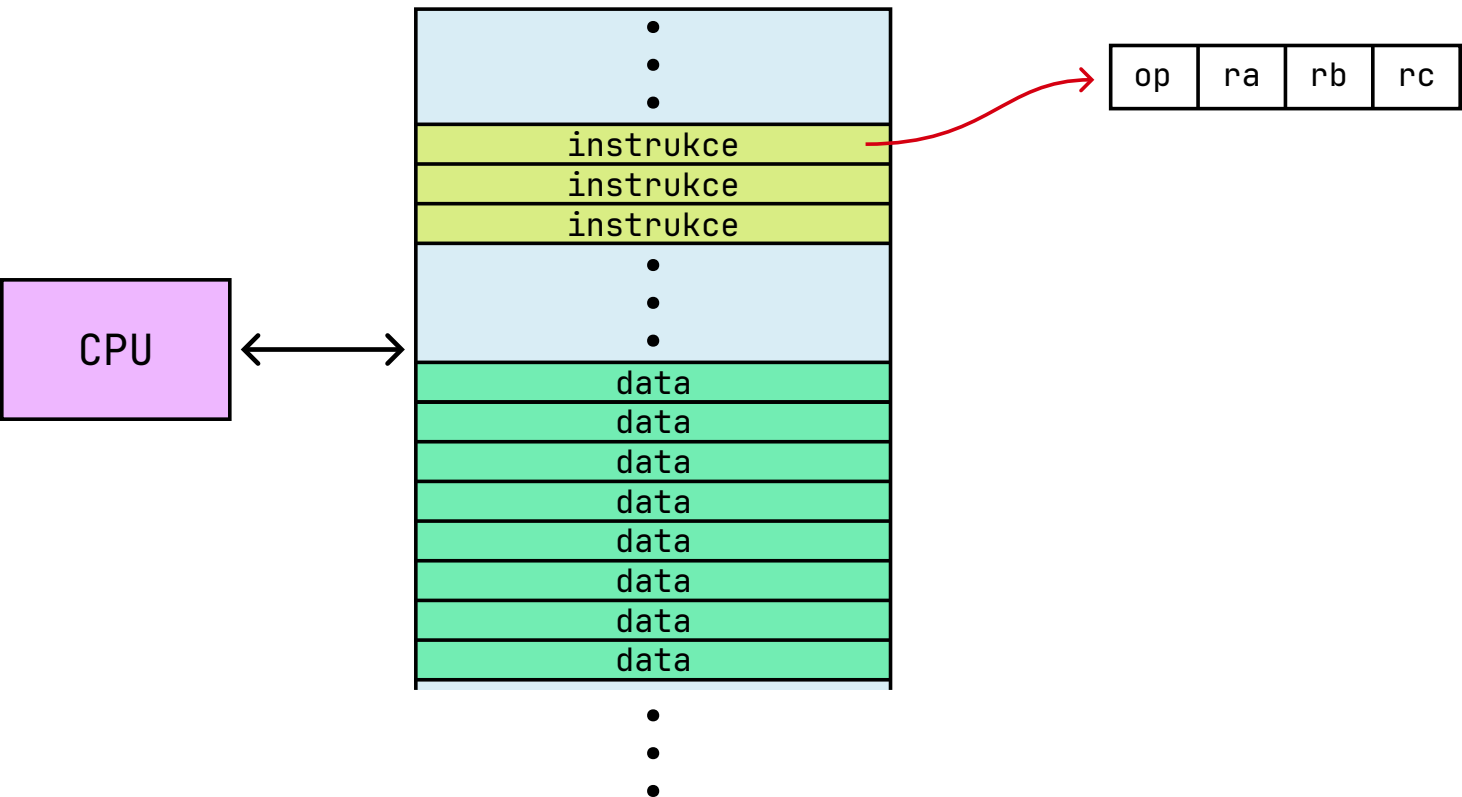 op ra rb rc
instrukce
instrukce
instrukce
CPU
data
data
data
data
data
data
data
data